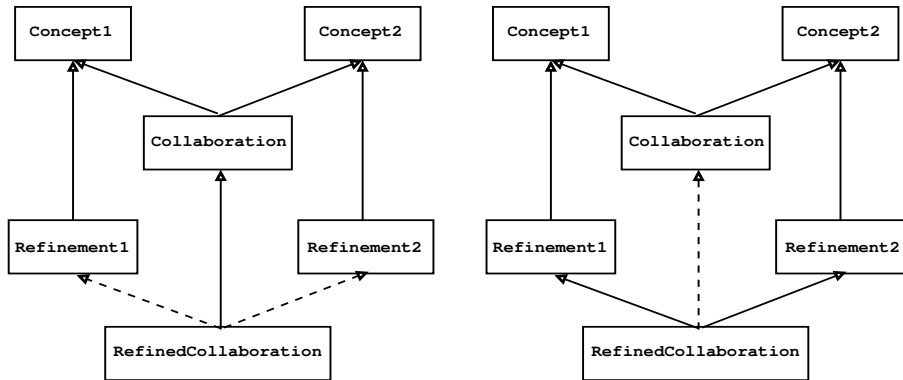 Concept1
Concept2
Collaboration
Refinement1
Refinement2
RefinedCollaboration
Concept1
Concept2
Collaboration
Refinement1
Refinement2
RefinedCollaboration